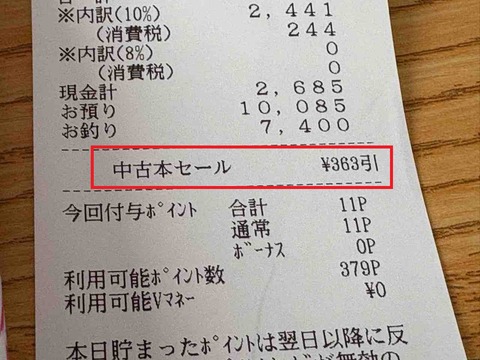 ※内訳(10%) 2,441
(消費税) 244
※内訳(8%) 0
(消費税) 0
現金計 2,685
お預り 10,085
お釣り 7,400
中古本セール ¥363引
今回付与ポイント 合計 11P
通常 11P
ボーナス 0P
利用可能ポイント数 379P
利用可能Vマネー ¥0
本日貯まったポイントは翌日以降に反